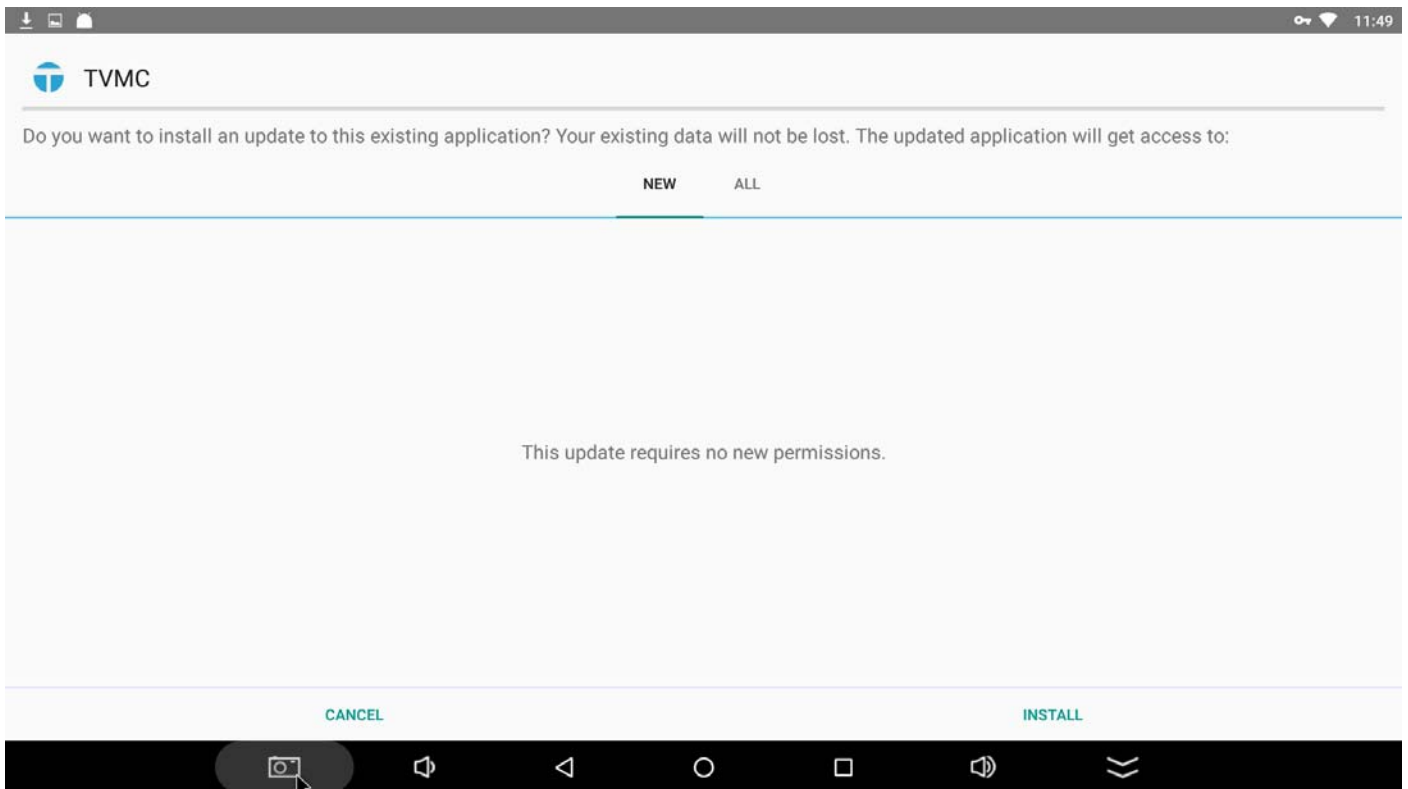 11:49
TVMC
Do you want to install an update to this existing application? Your existing data will not be lost. The updated application will get access to:
NEW ALL
This update requires no new permissions.
CANCEL INSTALL